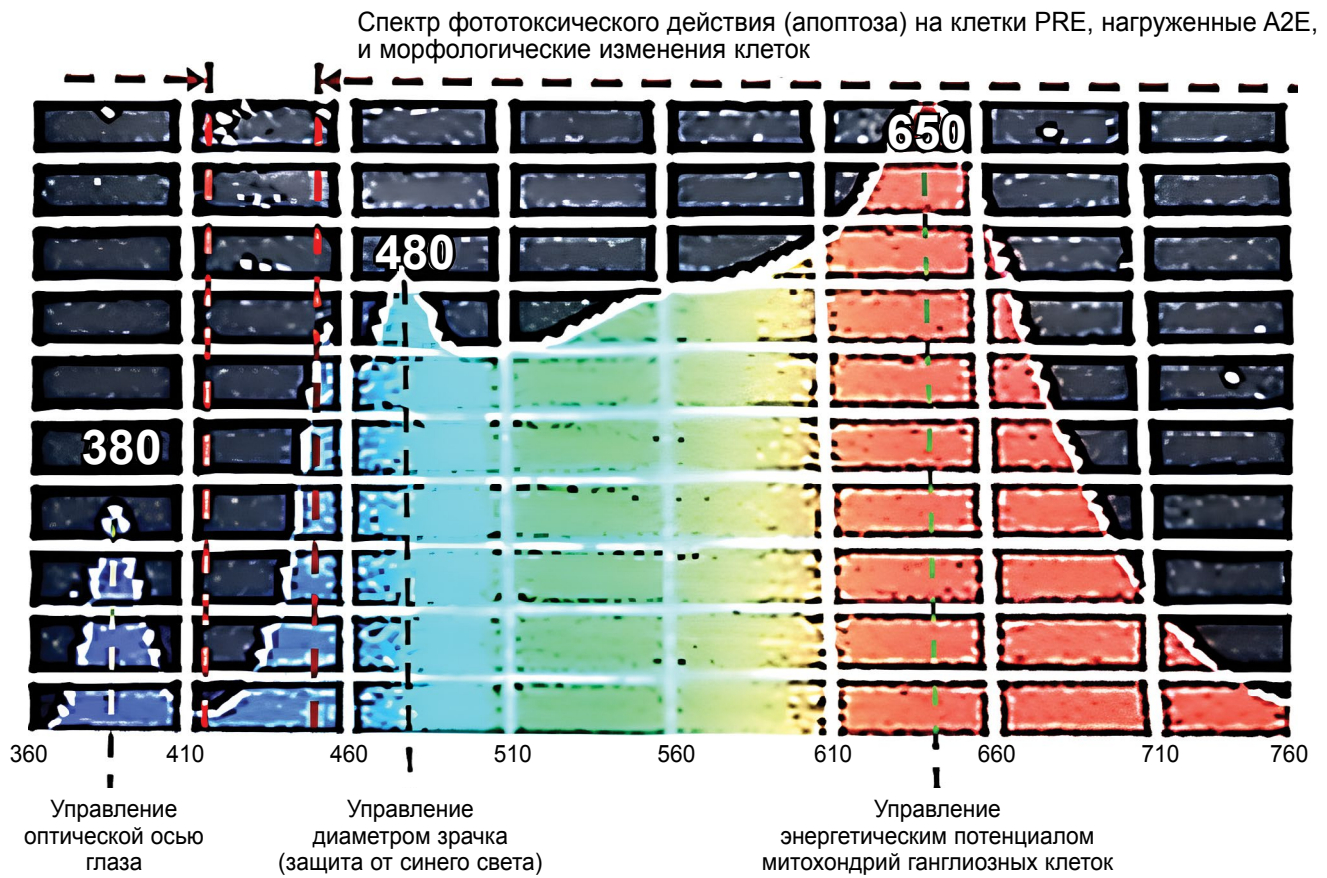 Спектр фототоксического действия (апоптоза) на клетки PRE, нагруженные A2E,
и морфологические изменения клеток
650
480
380
360 410 460 510 560 610 660 710 760
Управление
оптической осью
глаза
Управление
диаметром зрачка
(защита от синего света)
Управление
энергетическим потенциалом
митохондрий ганглиозных клеток